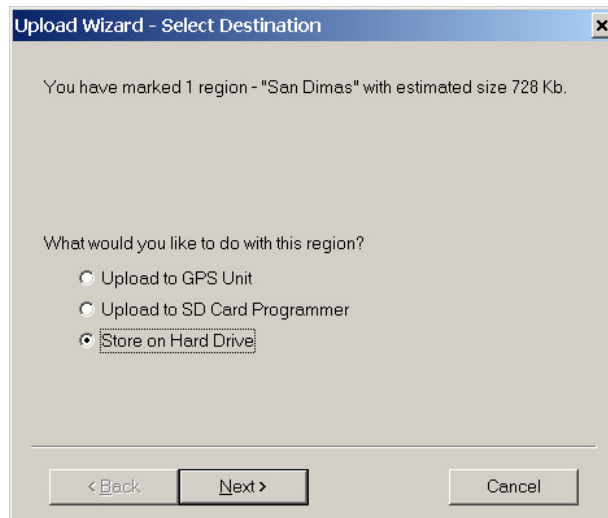 Upload Wizard - Select Destination
You have marked 1 region - "San Dimas" with estimated size 728 Kb.
What would you like to do with this region?
Upload to GPS Unit
Upload to SD Card Programmer
Store on Hard Drive
< Back
Next >
Cancel